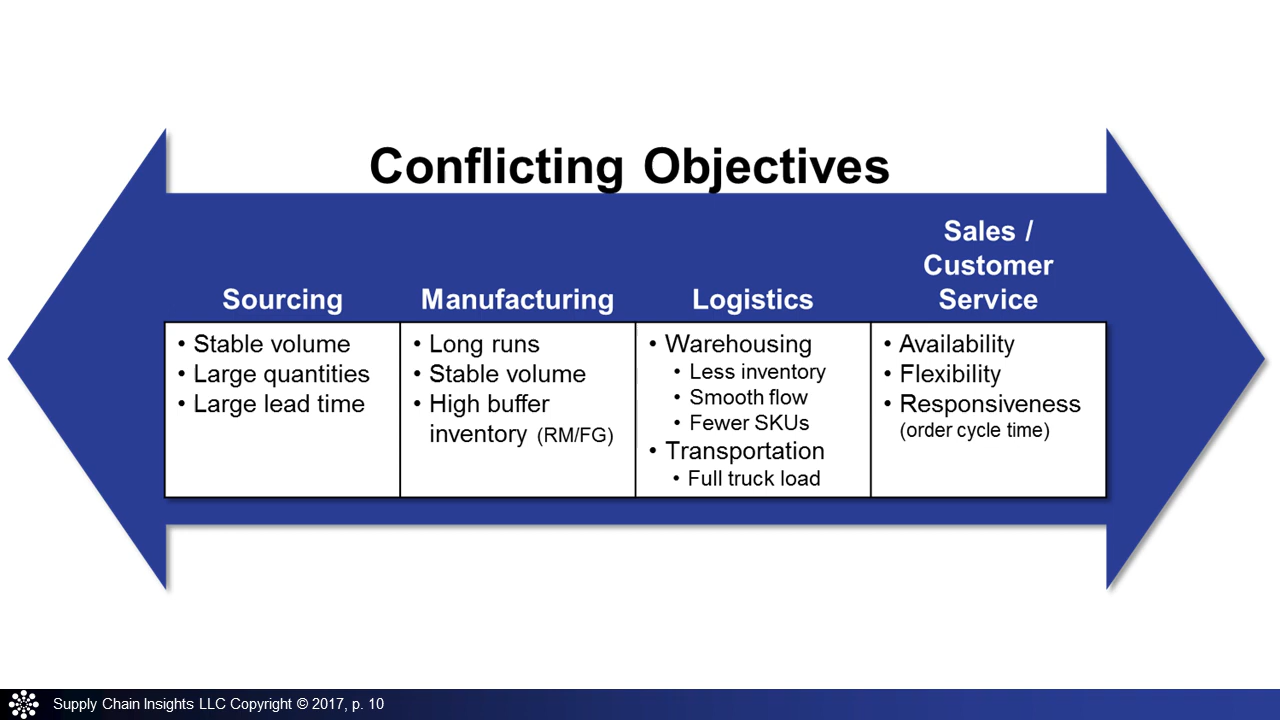 Conflicting Objectives
Sourcing
• Stable volume
• Large quantities
• Large lead time
Manufacturing
• Long runs
• Stable volume
• High buffer
inventory (RM/FG)
Logistics
• Warehousing
• Less inventory
• Smooth flow
• Fewer SKUs
• Transportation
• Full truck load
Sales /
Customer
Service
• Availability
• Flexibility
• Responsiveness
(order cycle time)
Supply Chain Insights LLC Copyright © 2017, p. 10